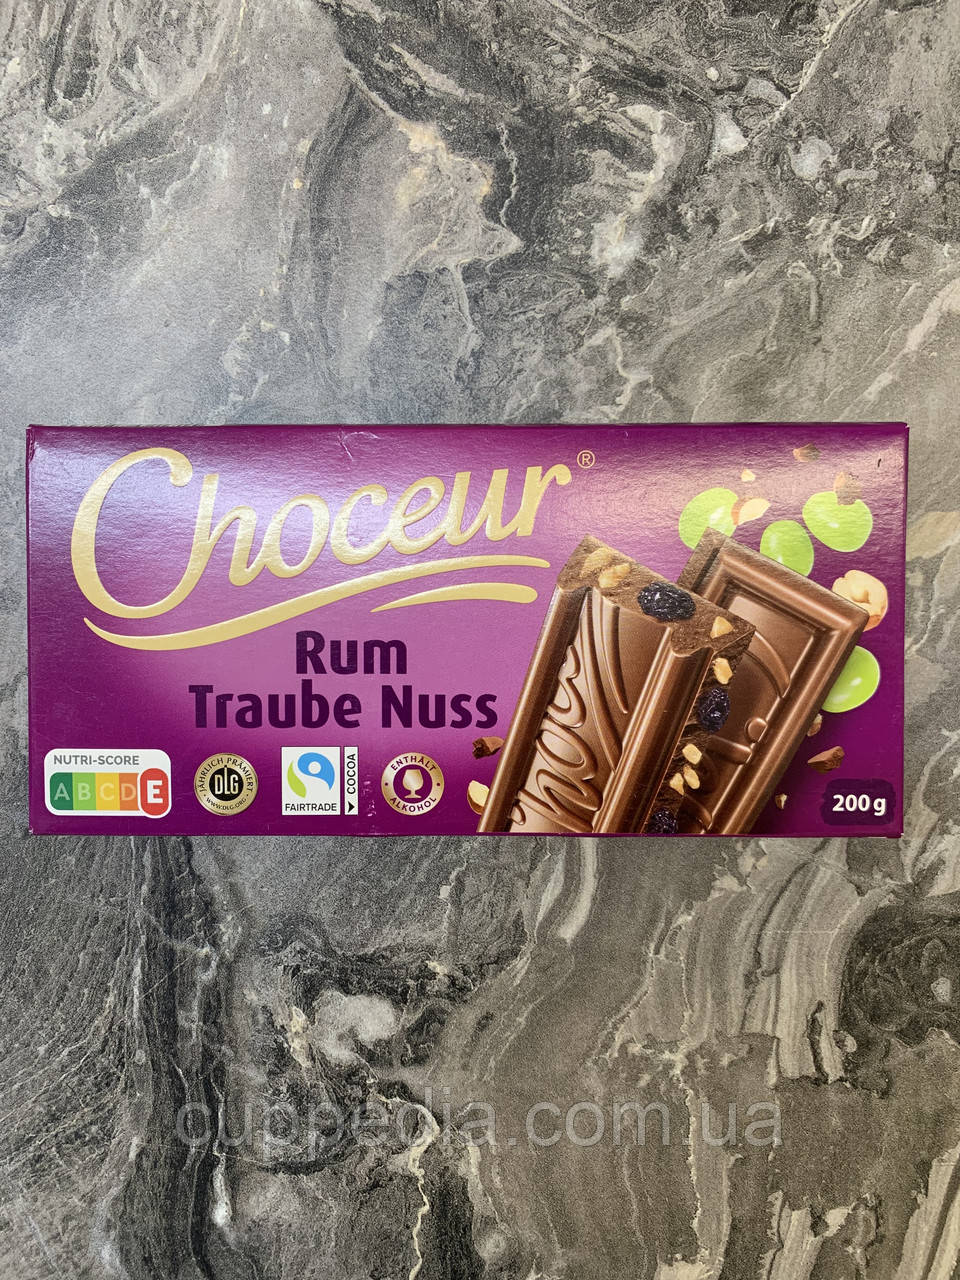 Choceur®
Rum
Traube Nuss
NUTRI-SCORE
ABCDE
JÄHRLICH PRÄMIERT
DLG
WWW.DLG.ORG
FAIRTRADE
COCOA
ENTHÄLT
ALKOHOL
200g
cuppedia.com.ua